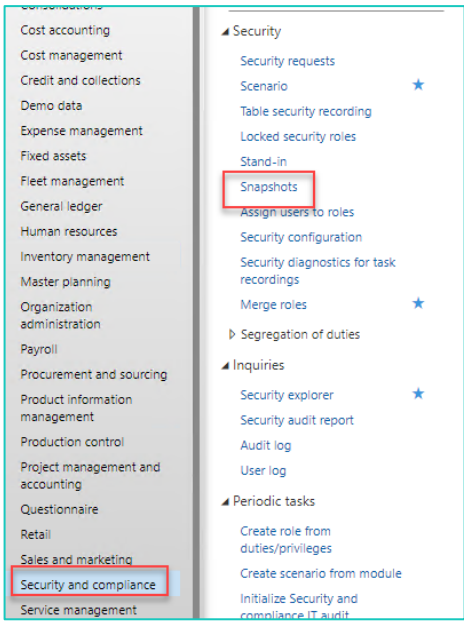 Consolidations
Cost accounting
Cost management
Credit and collections
Demo data
Expense management
Fixed assets
Fleet management
General ledger
Human resources
Inventory management
Master planning
Organization
administration
Payroll
Procurement and sourcing
Product information
management
Production control
Project management and
accounting
Questionnaire
Retail
Sales and marketing
Security and compliance
Service management
Security
Security requests
Scenario
Table security recording
Locked security roles
Stand-in
Snapshots
Assign users to roles
Security configuration
Security diagnostics for task
recordings
Merge roles
Segregation of duties
Inquiries
Security explorer
Security audit report
Audit log
User log
Periodic tasks
Create role from
duties/privileges
Create scenario from module
Initialize Security and
compliance IT audit